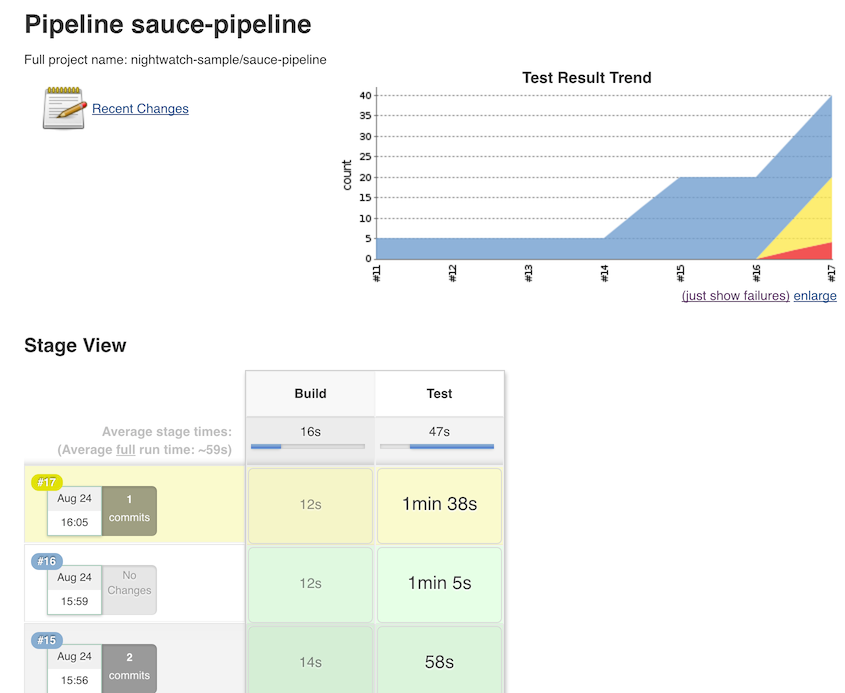 Pipeline sauce-pipeline
Full project name: nightwatch-sample/sauce-pipeline
Recent Changes
Test Result Trend
count
40
35
30
25
20
15
10
5
0
#11 #12 #13 #14 #15 #16 #17
(just show failures) enlarge
Stage View
Build Test
Average stage times:
(Average full run time: ~59s)
16s 47s
#17
Aug 24
16:05
1
commits
12s
1min 38s
#16
Aug 24
15:59
No
Changes
12s
1min 5s
#15
Aug 24
15:56
2
commits
14s
58s